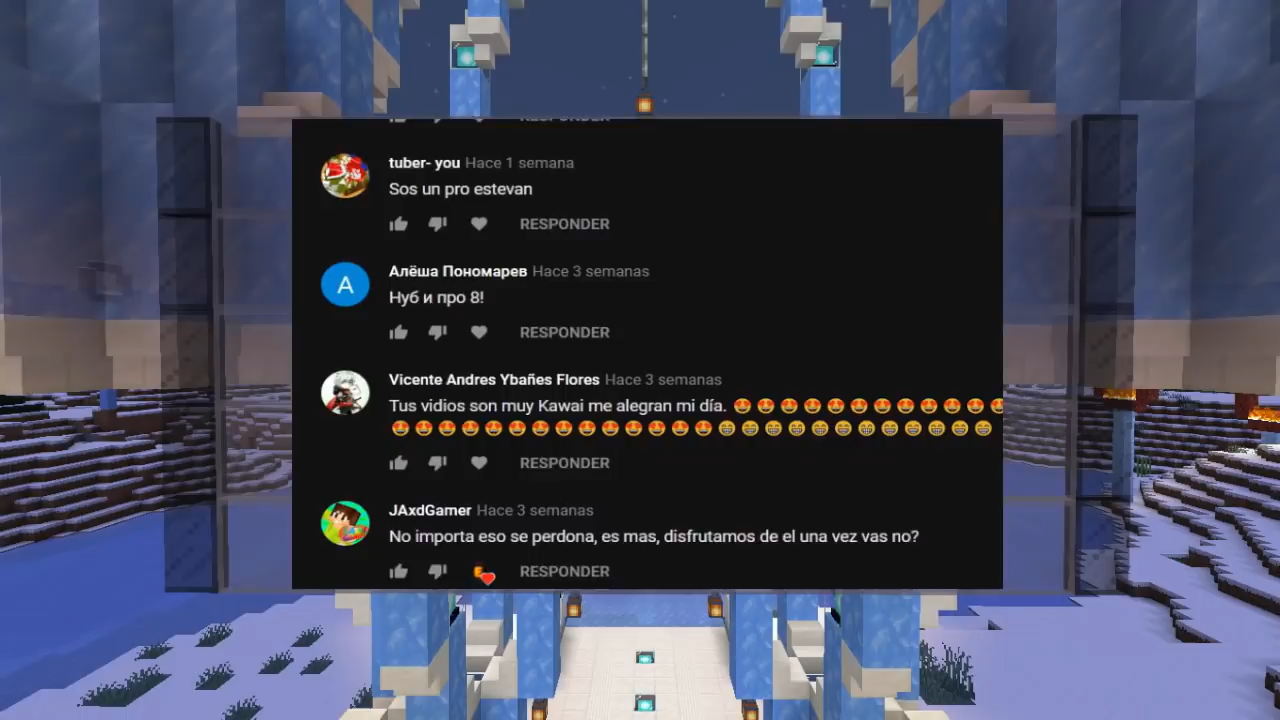 RESPONDER
tuber- you Hace 1 semana
Sos un pro estevan
RESPONDER
A
Алёша Пономарев Hace 3 semanas
Нуб и про 8!
RESPONDER
Vicente Andres Ybañes Flores Hace 3 semanas
Tus vidios son muy Kawai me alegran mi día. 🤩🤩🤩🤩🤩🤩🤩🤩🤩🤩🤩🤩
🤩🤩🤩🤩🤩🤩🤩🤩🤩🤩🤩🤩🤩🤩😁😁😁😁😁😁😁😁😁😁😁😁
RESPONDER
JAxdGamer Hace 3 semanas
No importa eso se perdona, es mas, disfrutamos de el una vez vas no?
RESPONDER